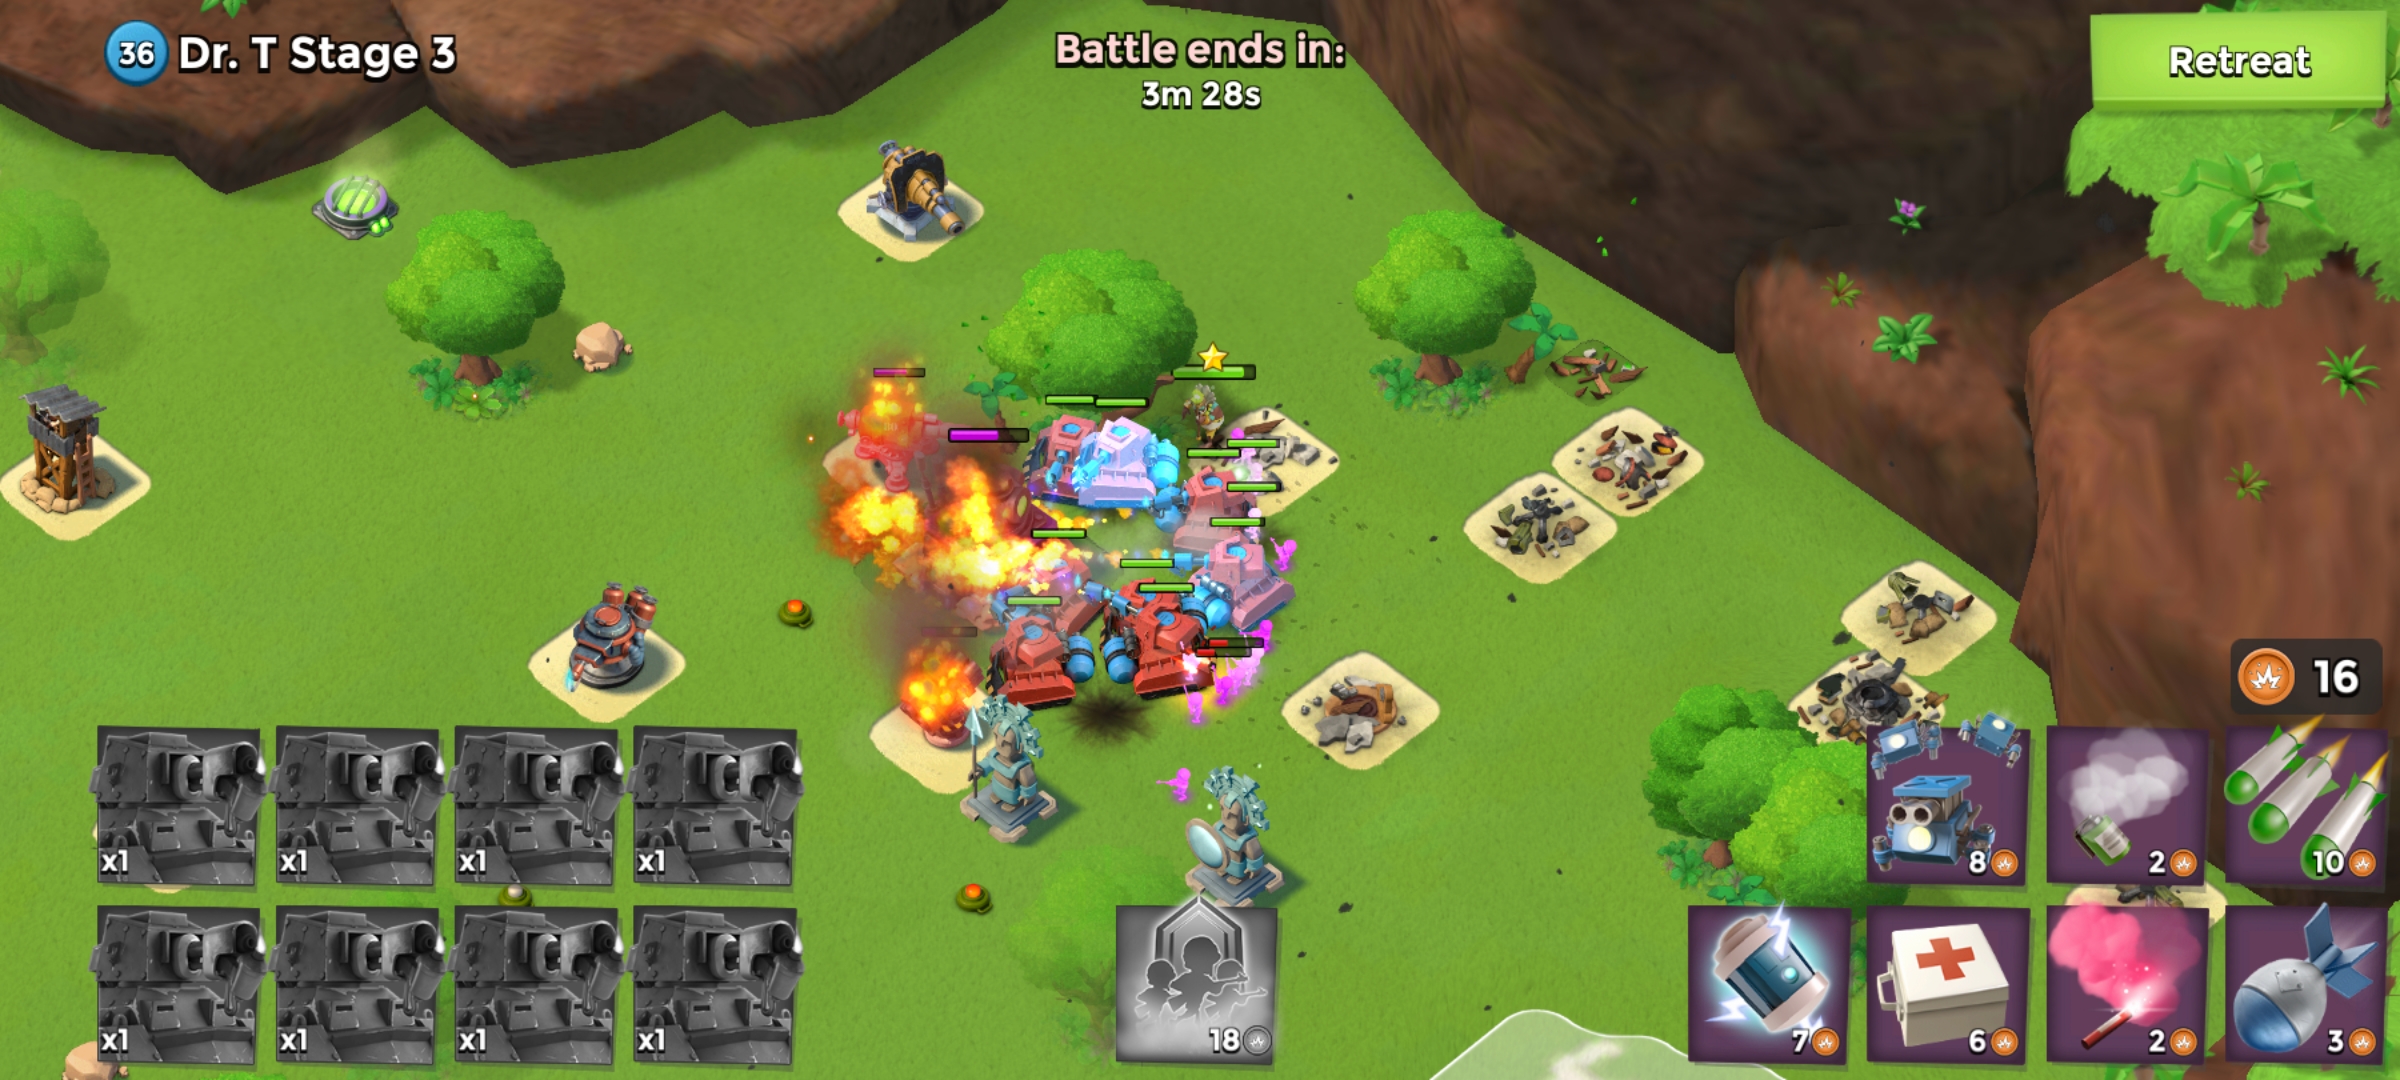 36 Dr. T Stage 3
Battle ends in:
3m 28s
Retreat
16
x1 x1 x1 x1
8 2 10
x1 x1 x1 x1
18
7 6 2 3